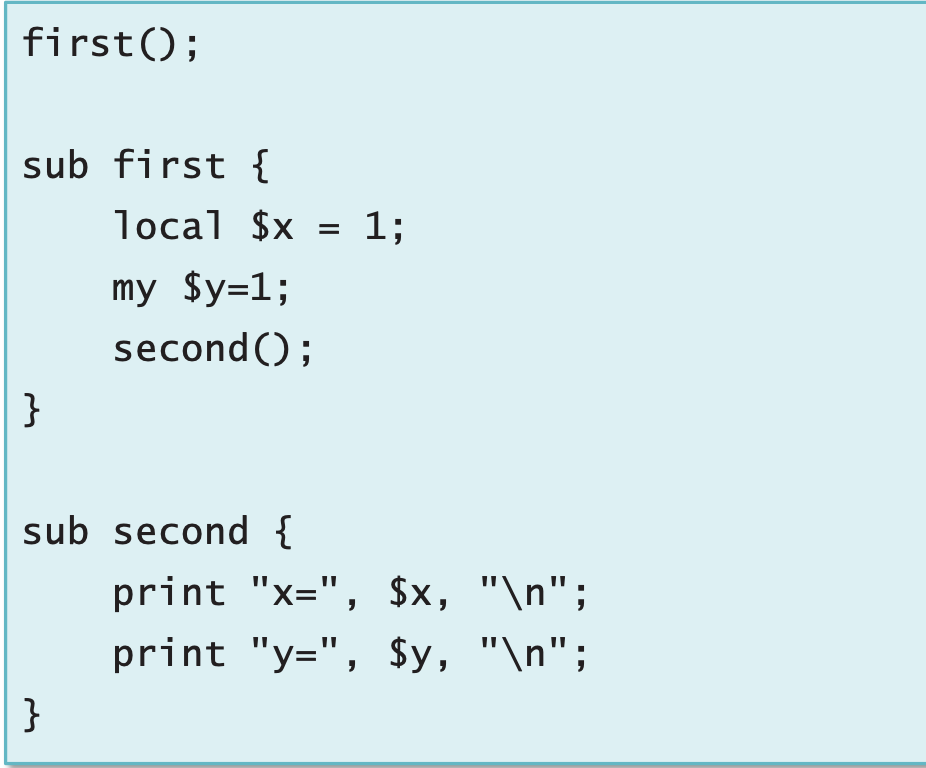 first();

sub first {
    local $x = 1;
    my $y=1;
    second();
}

sub second {
    print "x=", $x, "\n";
    print "y=", $y, "\n";
}